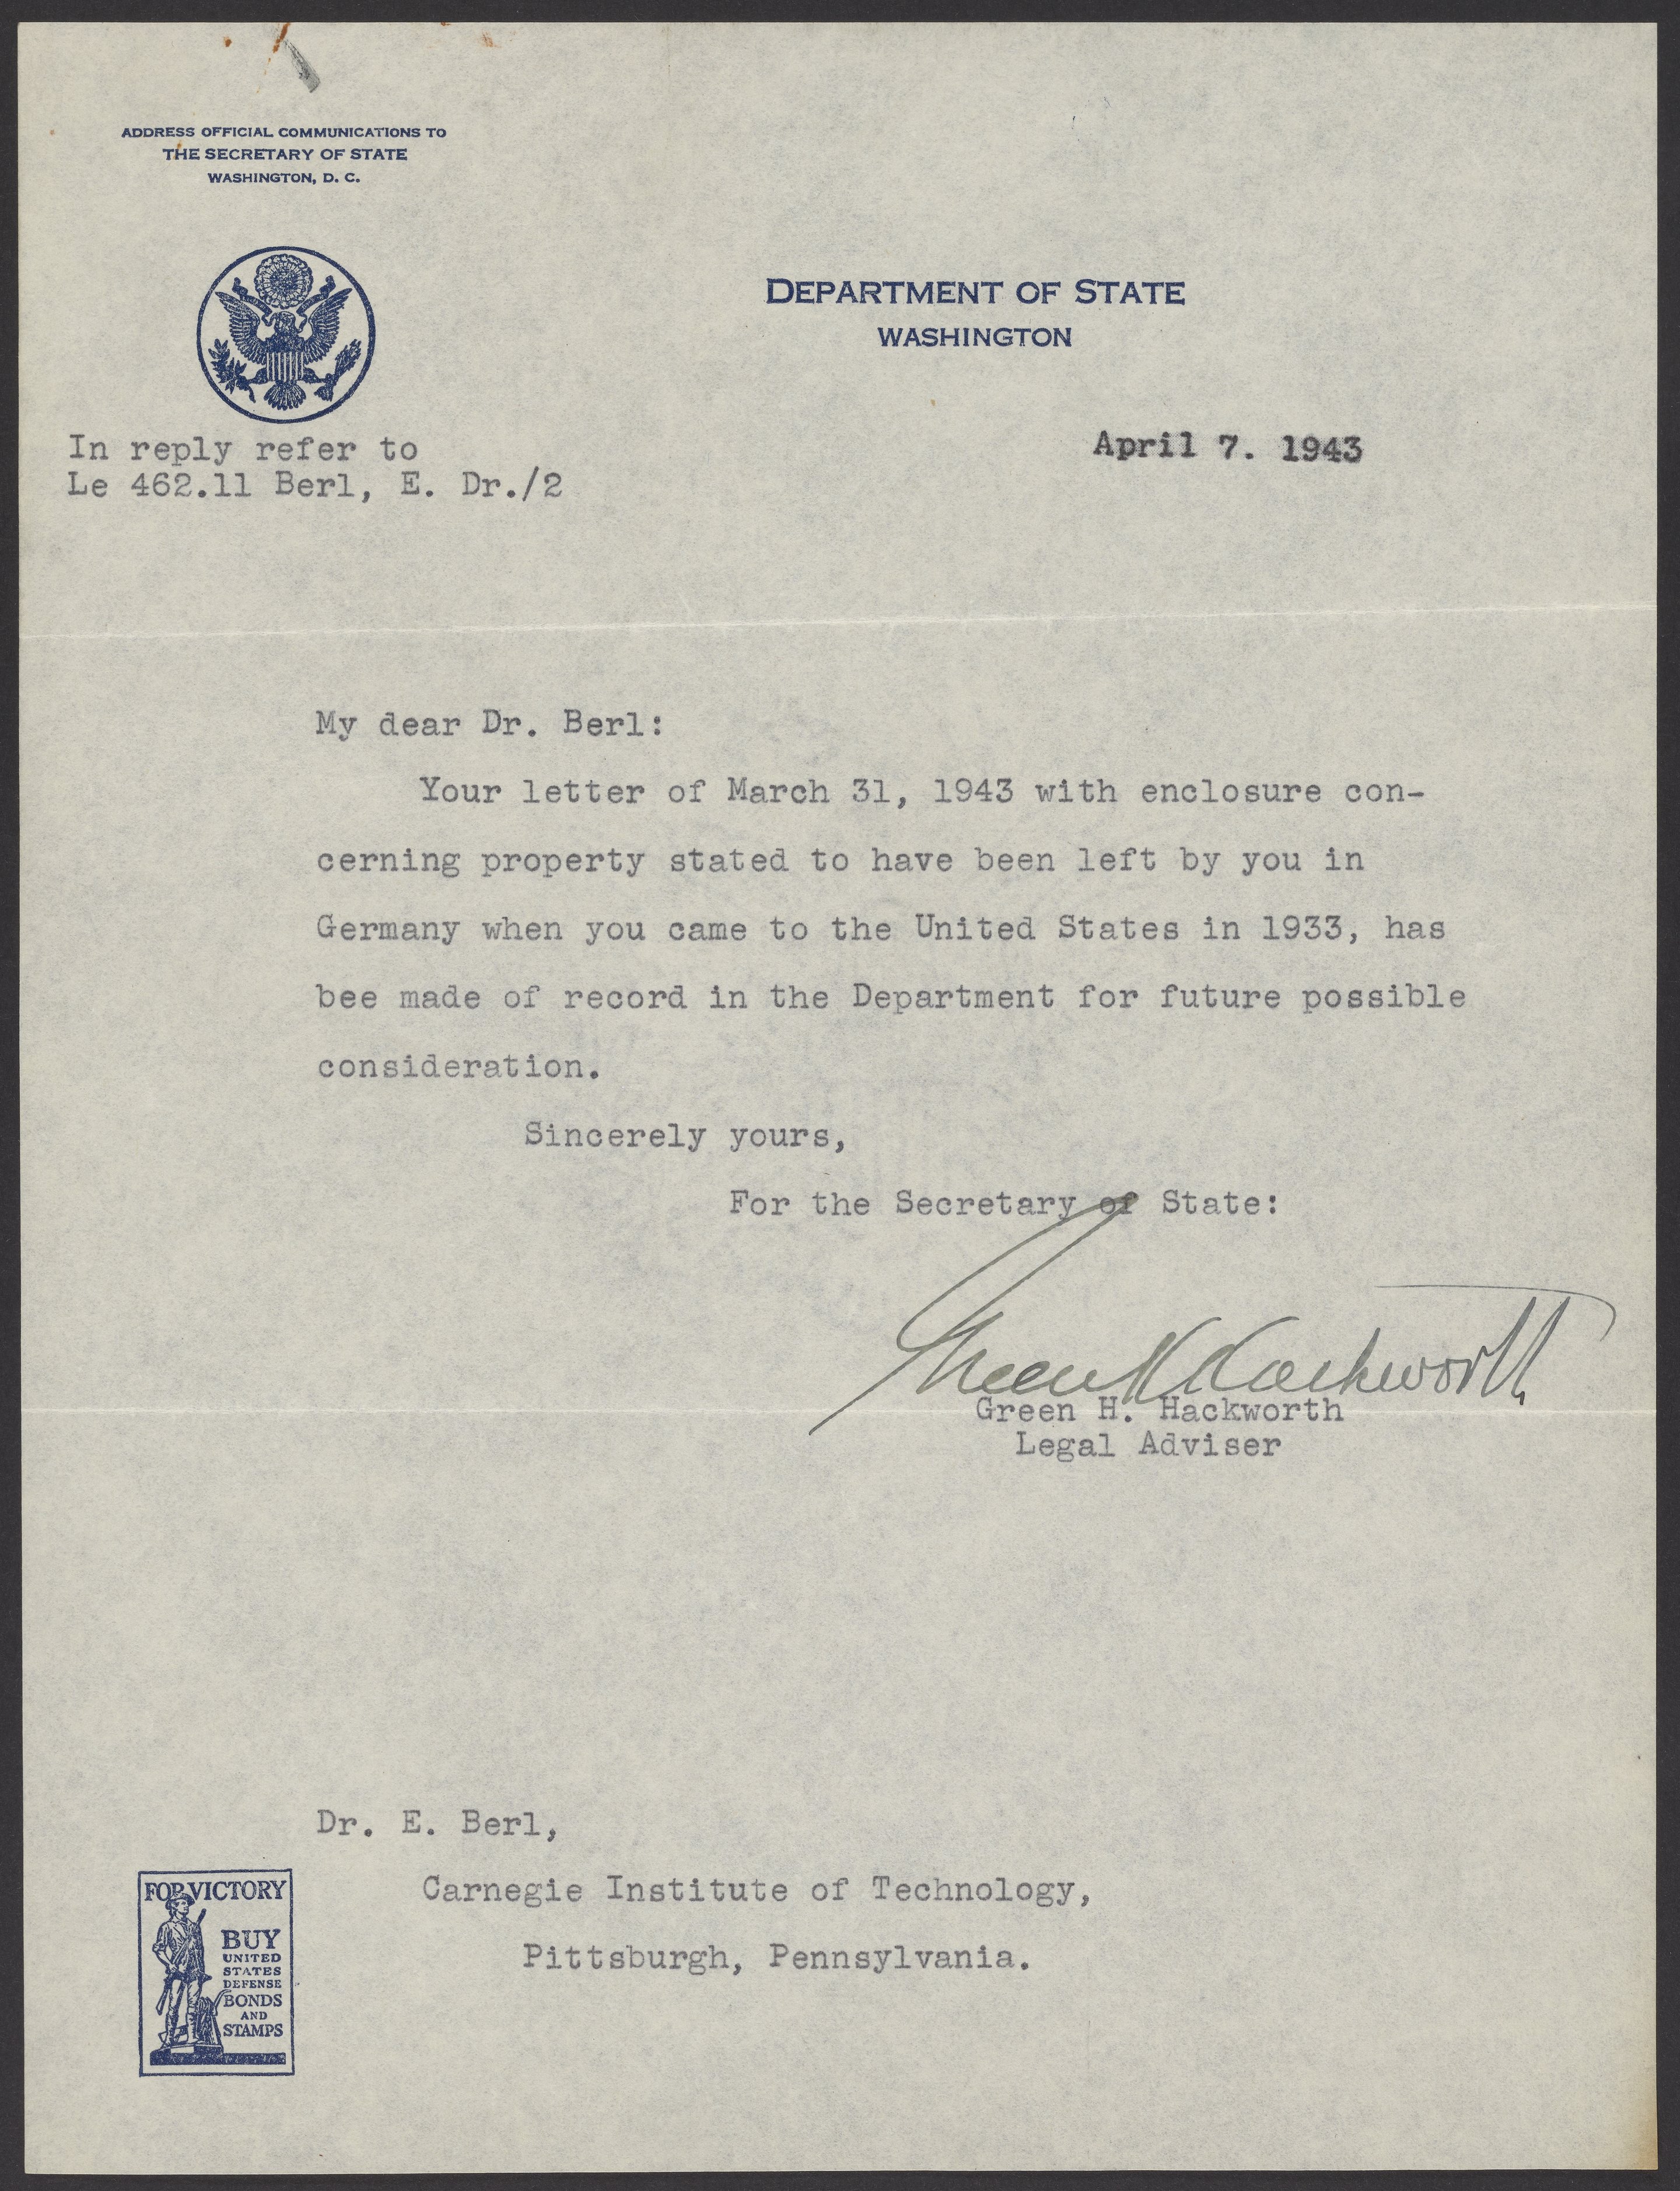 ADDRESS OFFICIAL COMMUNICATIONS TO
THE SECRETARY OF STATE
WASHINGTON, D. C.
DEPARTMENT OF STATE
WASHINGTON
In reply refer to
Le 462.11 Berl, E. Dr./2
April 7. 1943
My dear Dr. Berl:
Your letter of March 31, 1943 with enclosure con-
cerning property stated to have been left by you in
Germany when you came to the United States in 1933, has
bee made of record in the Department for future possible
consideration.
Sincerely yours,
For the Secretary of State:
Green H Hackworth
Green H. Hackworth
Legal Adviser
Dr. E. Berl,
Carnegie Institute of Technology,
Pittsburgh, Pennsylvania.
FOR VICTORY
BUY
UNITED
STATES
DEFENSE
BONDS
AND
STAMPS